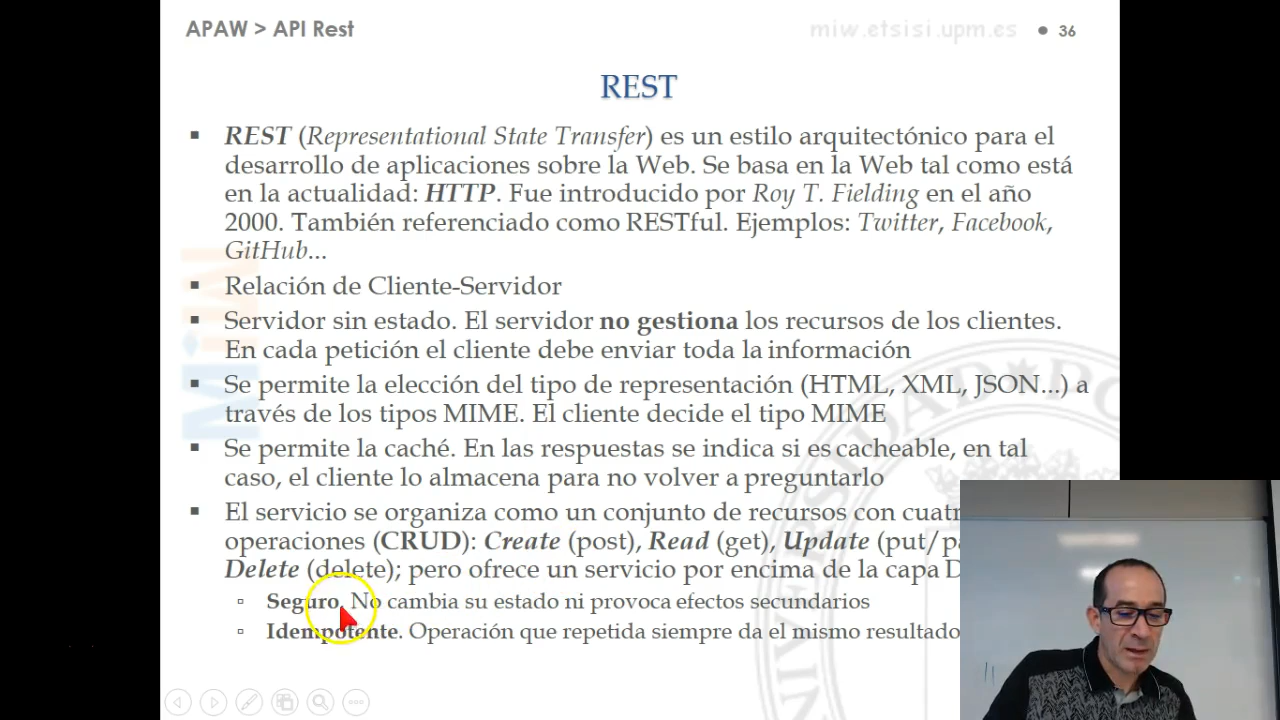 APAW > API Rest
miw.etsisi.upm.es
36
REST
REST (Representational State Transfer) es un estilo arquitectónico para el
desarrollo de aplicaciones sobre la Web. Se basa en la Web tal como está
en la actualidad: HTTP. Fue introducido por Roy T. Fielding en el año
2000. También referenciado como RESTful. Ejemplos: Twitter, Facebook,
GitHub...
Relación de Cliente-Servidor
Servidor sin estado. El servidor no gestiona los recursos de los clientes.
En cada petición el cliente debe enviar toda la información
Se permite la elección del tipo de representación (HTML, XML, JSON...) a
través de los tipos MIME. El cliente decide el tipo MIME
Se permite la caché. En las respuestas se indica si es cacheable, en tal
caso, el cliente lo almacena para no volver a preguntarlo
El servicio se organiza como un conjunto de recursos con
operaciones (CRUD): Create (post), Read (get), Update (put/
Delete (delete); pero ofrece un servicio por encima de la capa
Seguro. No cambia su estado ni provoca efectos secundarios
Idempotente. Operación que repetida siempre da el mismo resultado